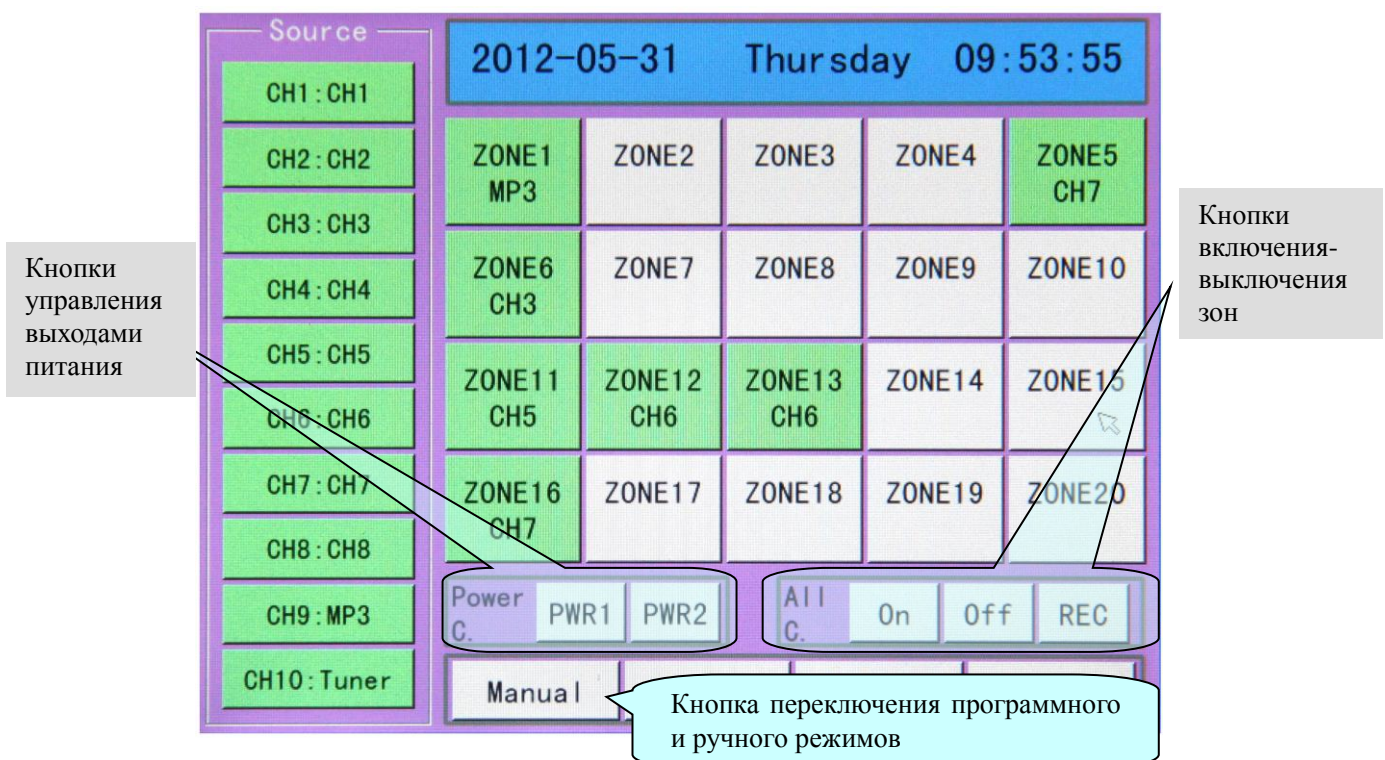 Source
CH1:CH1
CH2:CH2
CH3:CH3
CH4:CH4
CH5:CH5
CH6:CH6
CH7:CH7
CH8:CH8
CH9:MP3
CH10:Tuner
2012-05-31 Thursday 09:53:55
ZONE1
MP3
ZONE2
ZONE3
ZONE4
ZONE5
CH7
ZONE6
CH3
ZONE7
ZONE8
ZONE9
ZONE10
ZONE11
CH5
ZONE12
CH6
ZONE13
CH6
ZONE14
ZONE15
ZONE16
CH7
ZONE17
ZONE18
ZONE19
ZONE20
Power
C.
PWR1
PWR2
All
C.
On
Off
REC
Manual
Кнопки
управления
выходами
питания
Кнопки
включения-
выключения
зон
Кнопка переключения программного
и ручного режимов